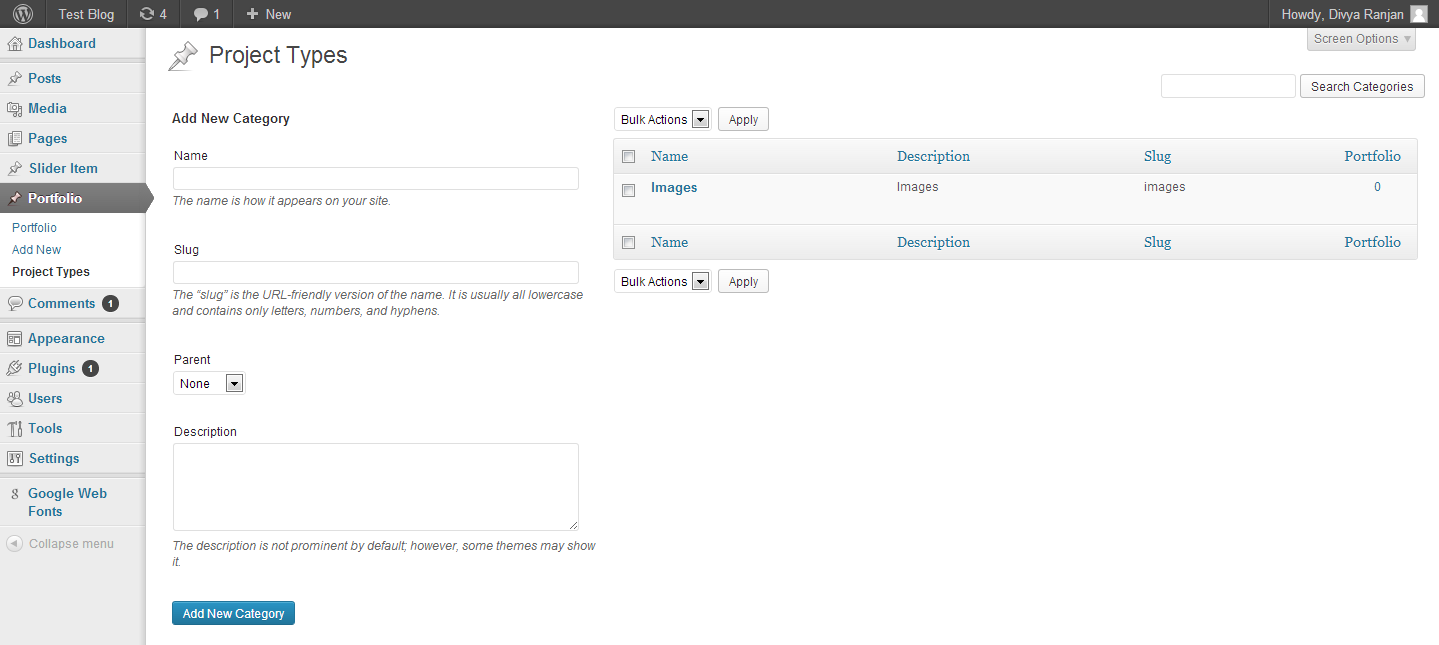 Test Blog 4 1 + New Howdy, Divya Ranjan
Dashboard
Posts
Media
Pages
Slider Item
Portfolio
Portfolio
Add New
Project Types
Comments 1
Appearance
Plugins 1
Users
Tools
Settings
Google Web
Fonts
Collapse menu
Screen Options
Project Types
Search Categories
Add New Category
Name
The name is how it appears on your site.
Slug
The “slug” is the URL-friendly version of the name. It is usually all lowercase
and contains only letters, numbers, and hyphens.
Parent
None
Description
The description is not prominent by default; however, some themes may show
it.
Add New Category
Bulk Actions Apply
Name Description Slug Portfolio
Images Images images 0
Name Description Slug Portfolio
Bulk Actions Apply